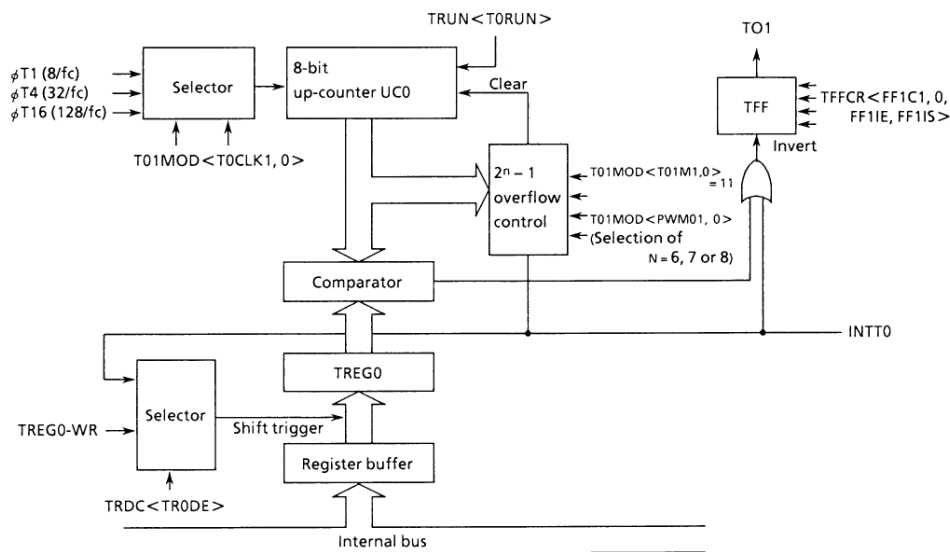 TRUN<T0RUN>
TO1
øT1 (8/fc)
øT4 (32/fc)
øT16 (128/fc)
Selector
8-bit
up-counter UC0
Clear
TFF
TFFCR<FF1C1, 0,
FF1IE, FF1IS>
Invert
T01MOD<T0CLK1, 0>
2ⁿ – 1
overflow
control
T01MOD<T01M1,0>
= 11
T01MOD<PWM01, 0>
(Selection of
N = 6, 7 or 8)
Comparator
INTT0
TREG0
Selector
TREG0-WR
Shift trigger
Register buffer
TRDC<TR0DE>
Internal bus